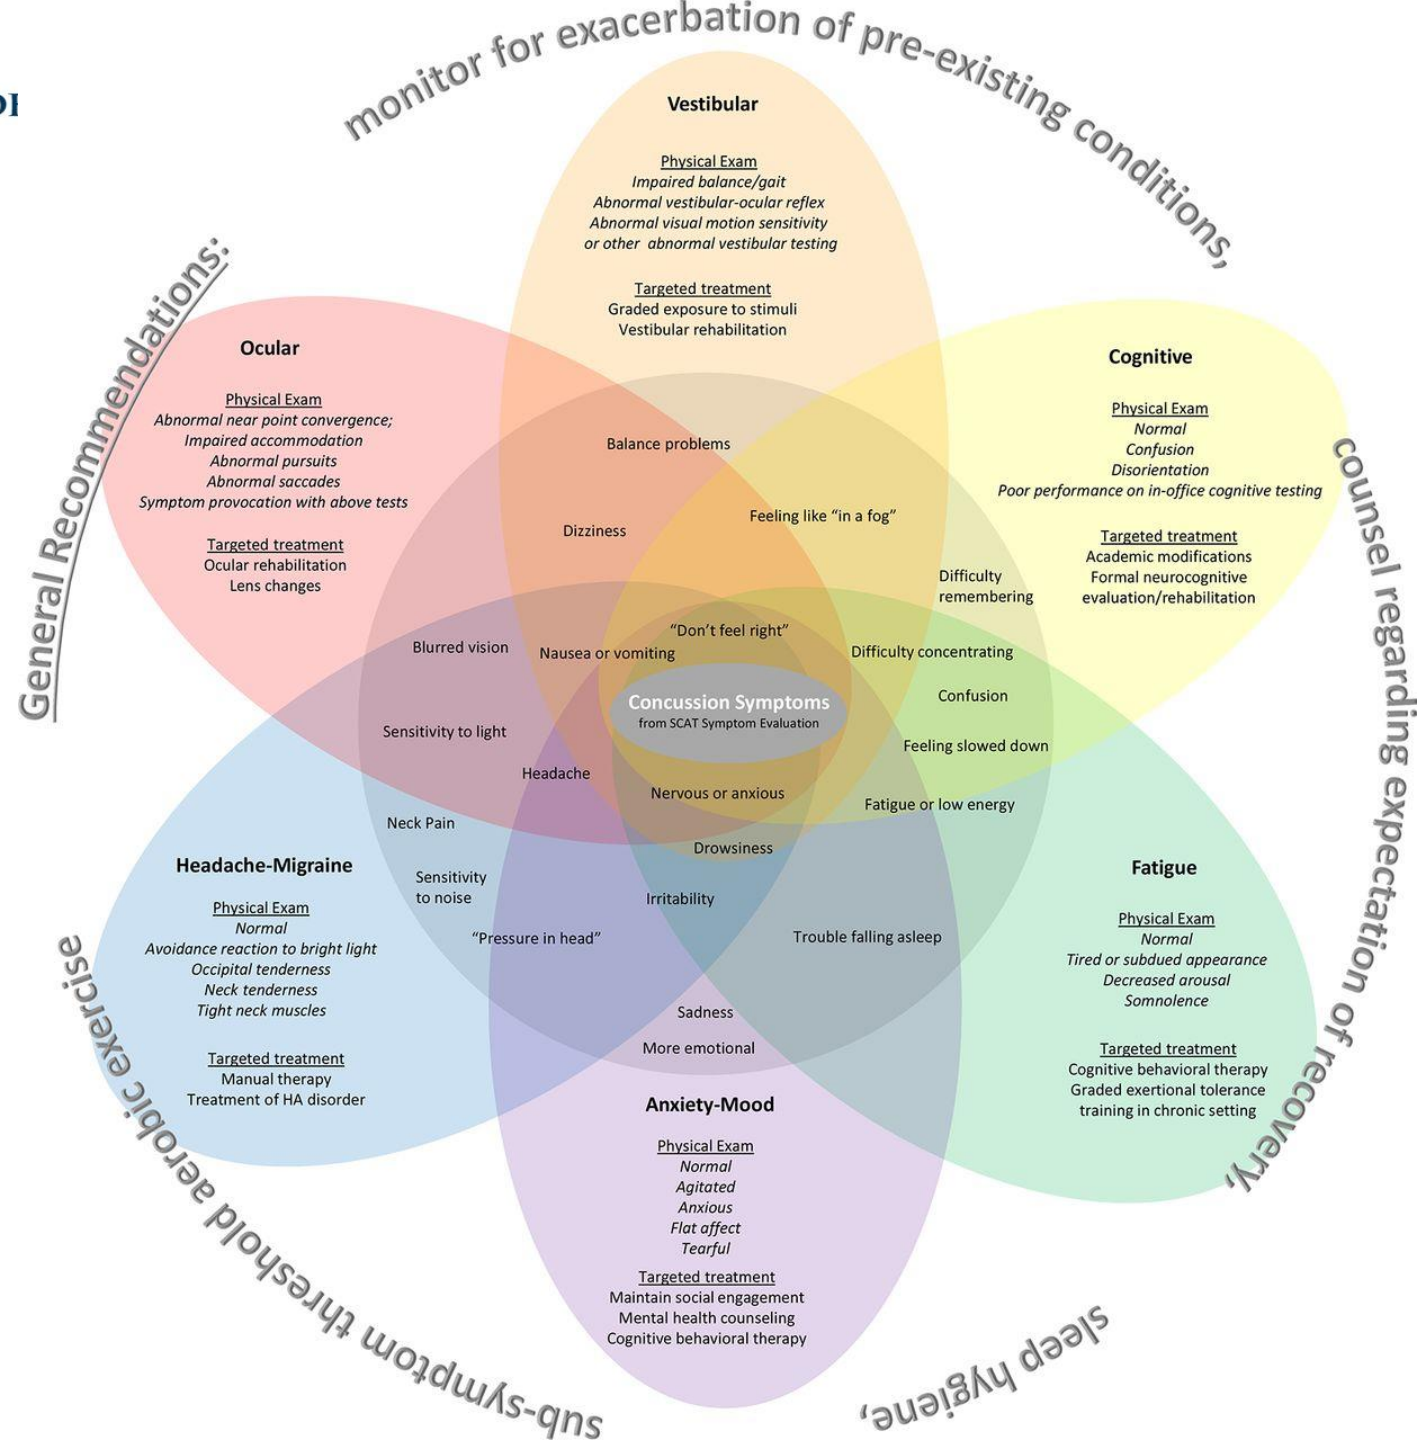 General Recommendations:
monitor for exacerbation of pre-existing conditions,
counsel regarding expectation of recovery,
sleep hygiene,
sub-symptom threshold aerobic exercise
Vestibular
Physical Exam
Impaired balance/gait
Abnormal vestibular-ocular reflex
Abnormal visual motion sensitivity
or other abnormal vestibular testing
Targeted treatment
Graded exposure to stimuli
Vestibular rehabilitation
Ocular
Physical Exam
Abnormal near point convergence;
Impaired accommodation
Abnormal pursuits
Abnormal saccades
Symptom provocation with above tests
Targeted treatment
Ocular rehabilitation
Lens changes
Cognitive
Physical Exam
Normal
Confusion
Disorientation
Poor performance on in-office cognitive testing
Targeted treatment
Academic modifications
Formal neurocognitive
evaluation/rehabilitation
Balance problems
Feeling like “in a fog”
Dizziness
Difficulty
remembering
“Don’t feel right”
Blurred vision
Nausea or vomiting
Difficulty concentrating
Confusion
Concussion Symptoms
from SCAT Symptom Evaluation
Sensitivity to light
Feeling slowed down
Headache
Nervous or anxious
Fatigue or low energy
Neck Pain
Drowsiness
Sensitivity
to noise
Irritability
“Pressure in head”
Trouble falling asleep
Sadness
More emotional
Headache-Migraine
Physical Exam
Normal
Avoidance reaction to bright light
Occipital tenderness
Neck tenderness
Tight neck muscles
Targeted treatment
Manual therapy
Treatment of HA disorder
Fatigue
Physical Exam
Normal
Tired or subdued appearance
Decreased arousal
Somnolence
Targeted treatment
Cognitive behavioral therapy
Graded exertional tolerance
training in chronic setting
Anxiety-Mood
Physical Exam
Normal
Agitated
Anxious
Flat affect
Tearful
Targeted treatment
Maintain social engagement
Mental health counseling
Cognitive behavioral therapy